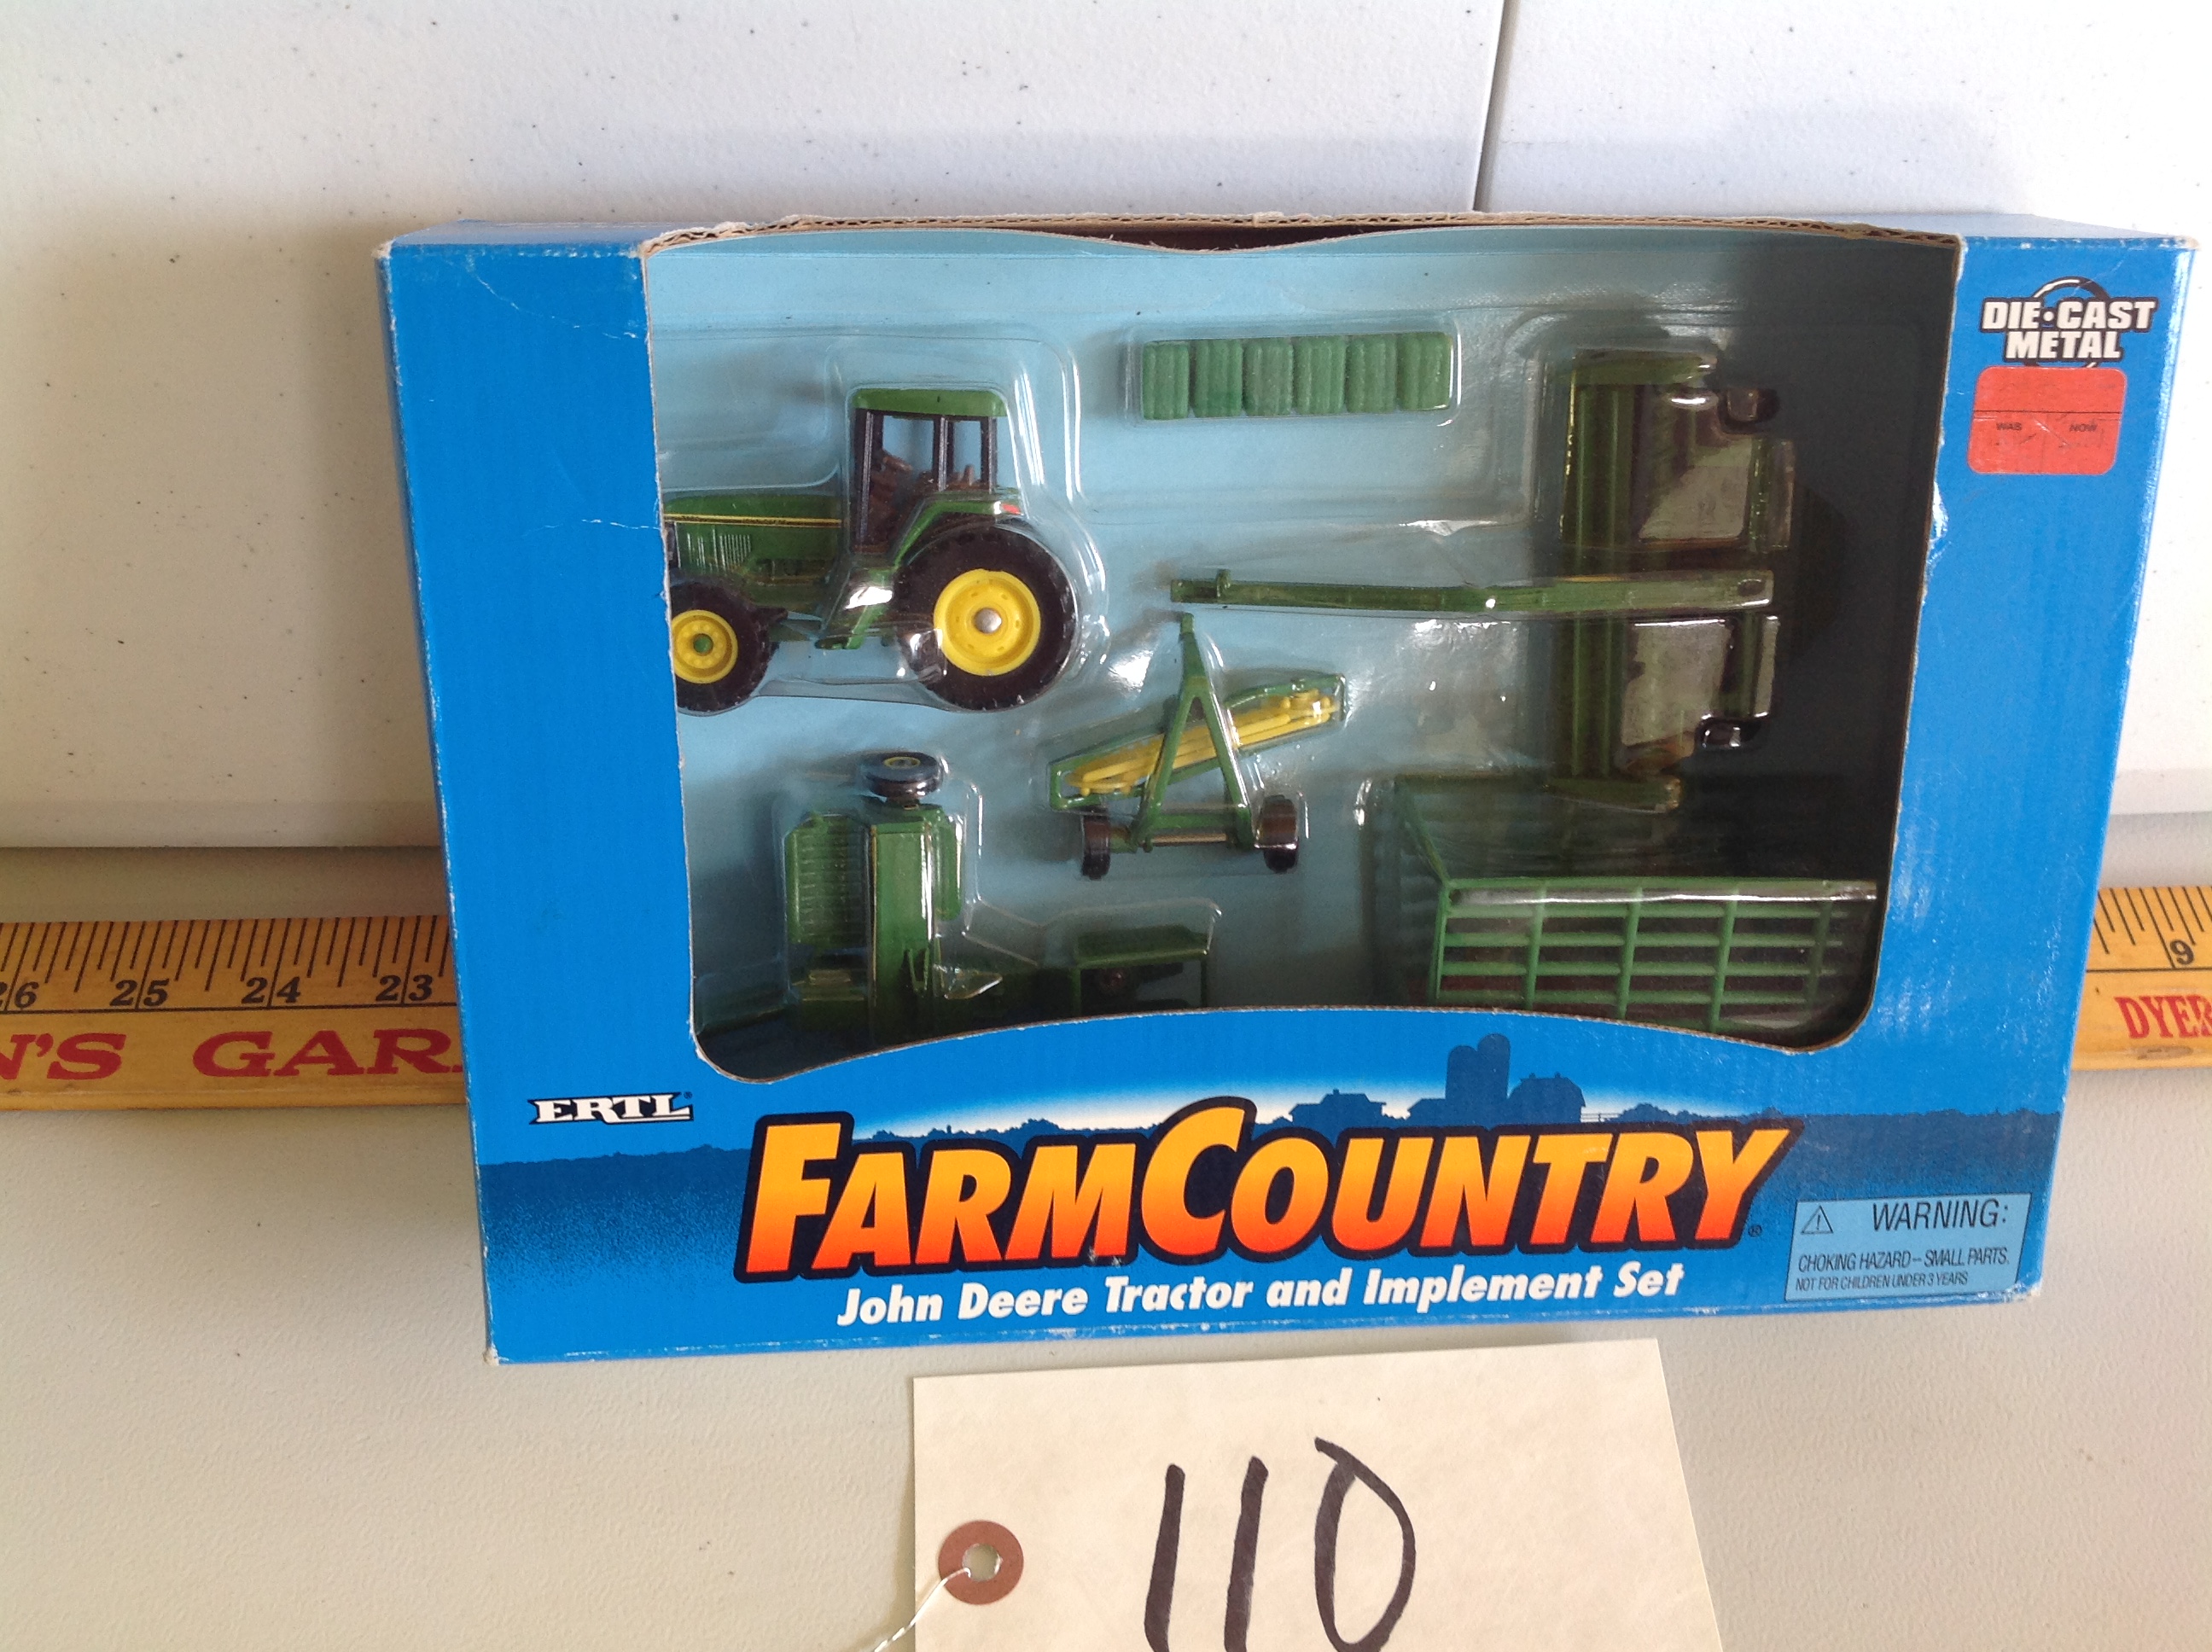 DIE•CAST
METAL
WAS NOW
26 25 24 23
N'S GAR
9
DYER
ERTL®
FARMCOUNTRY®
John Deere Tractor and Implement Set
WARNING:
CHOKING HAZARD--SMALL PARTS.
NOT FOR CHILDREN UNDER 3 YEARS
110